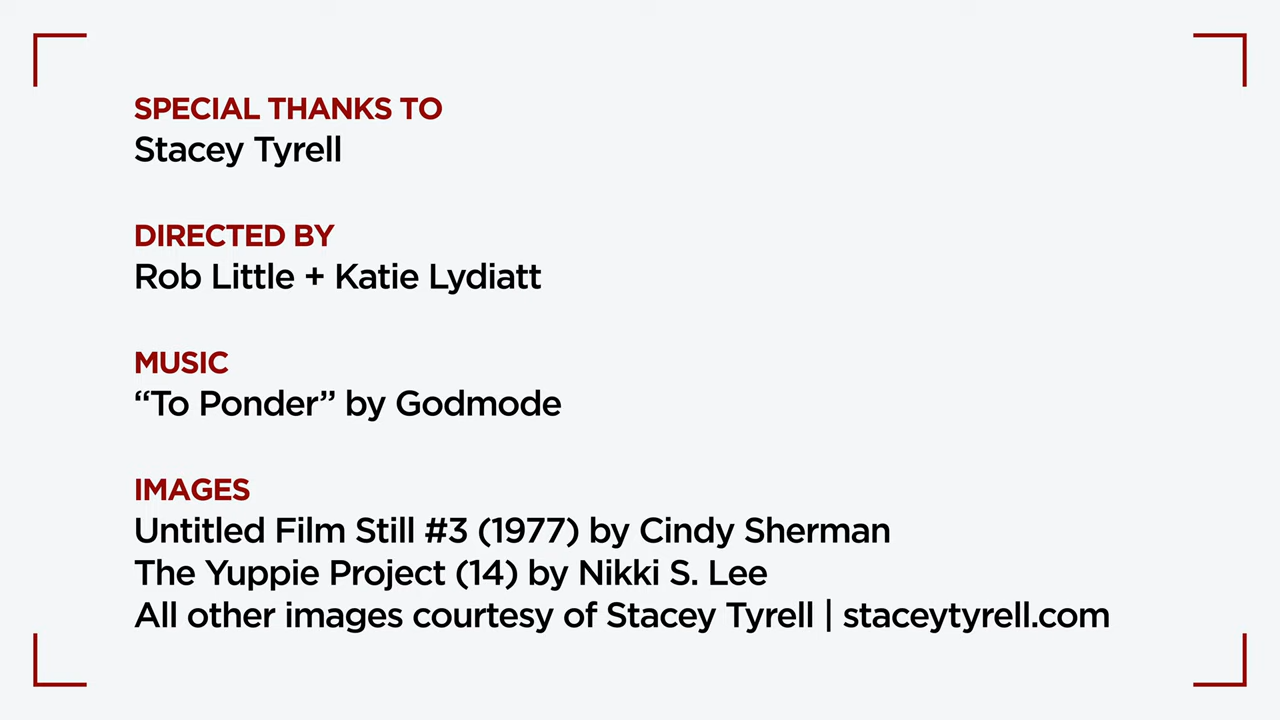 SPECIAL THANKS TO
Stacey Tyrell
DIRECTED BY
Rob Little + Katie Lydiatt
MUSIC
“To Ponder” by Godmode
IMAGES
Untitled Film Still #3 (1977) by Cindy Sherman
The Yuppie Project (14) by Nikki S. Lee
All other images courtesy of Stacey Tyrell | staceytyrell.com